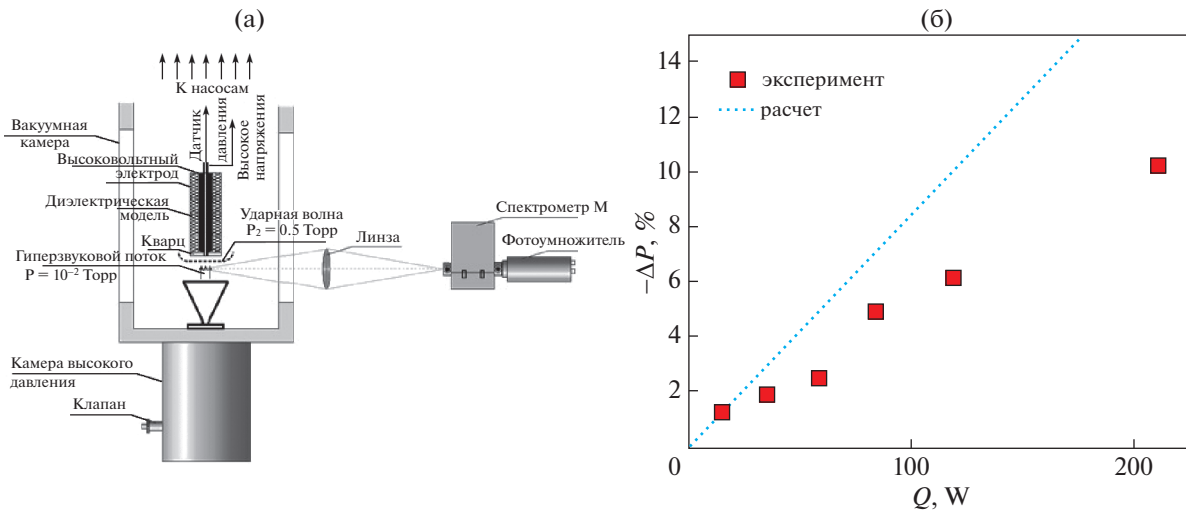 (а)
К насосам
Датчик
давления
Высокое
напряжения
Вакуумная
камера
Высоковольтный
электрод
Диэлектрическая
модель
Кварц
Гиперзвуковой поток
P = 10⁻² Торр
Ударная волна
P₂ = 0.5 Торр
Линза
Спектрометр М
Фотоумножитель
Камера высокого
давления
Клапан
(б)
−ΔP, %
14
12
10
8
6
4
2
0
100
200
Q, W
эксперимент
расчет